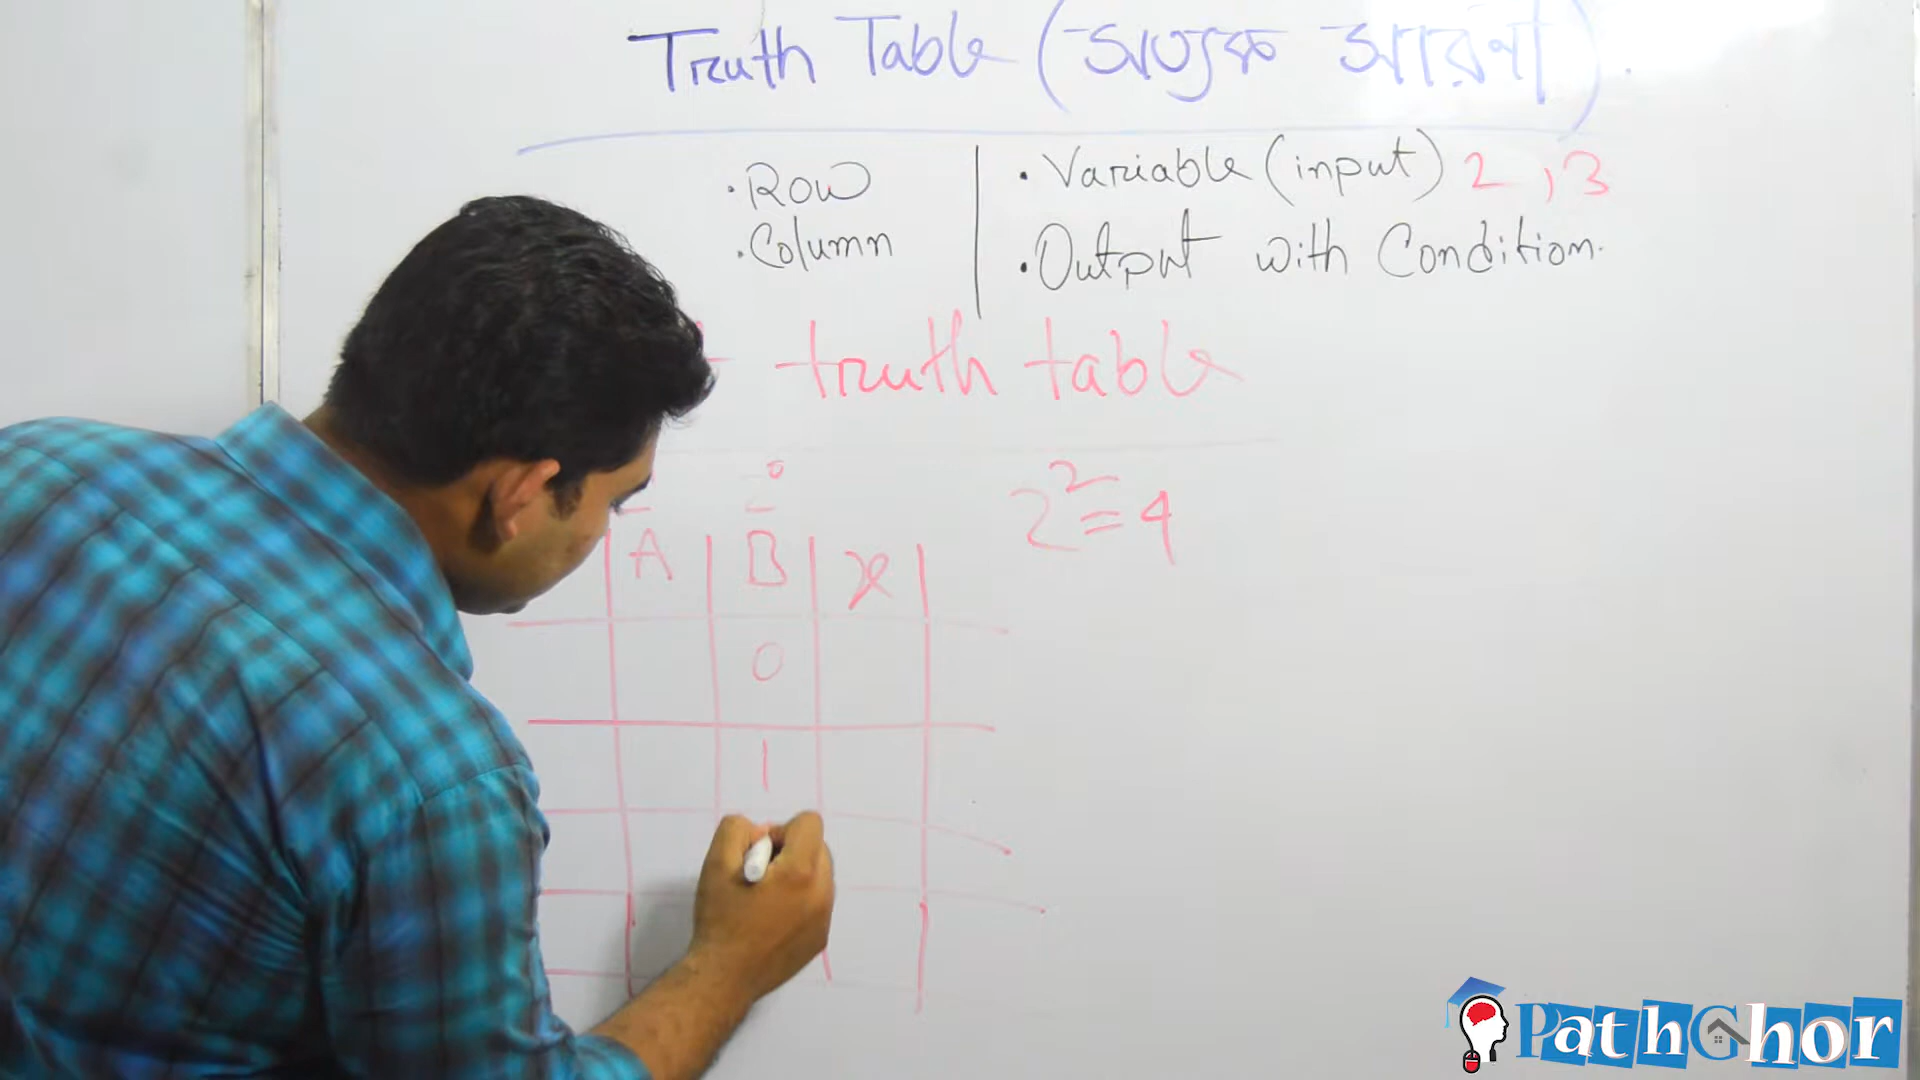 Truth Table (সত্যক সারণী)
• Row
• Column
• Variable (input) 2, 3
• Output with Condition.
truth table
2² = 4
0
A B x
0
1
PathGhor